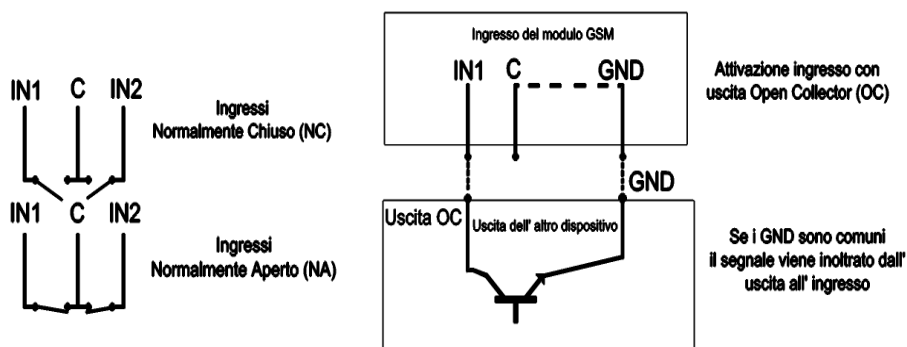 IN1 C IN2
Ingressi
Normalmente Chiuso (NC)
IN1 C IN2
Ingressi
Normalmente Aperto (NA)
Ingresso del modulo GSM
IN1 C GND
Attivazione ingresso con
uscita Open Collector (OC)
GND
Uscita OC
Uscita dell' altro dispositivo
Se i GND sono comuni
il segnale viene inoltrato dall'
uscita all' ingresso